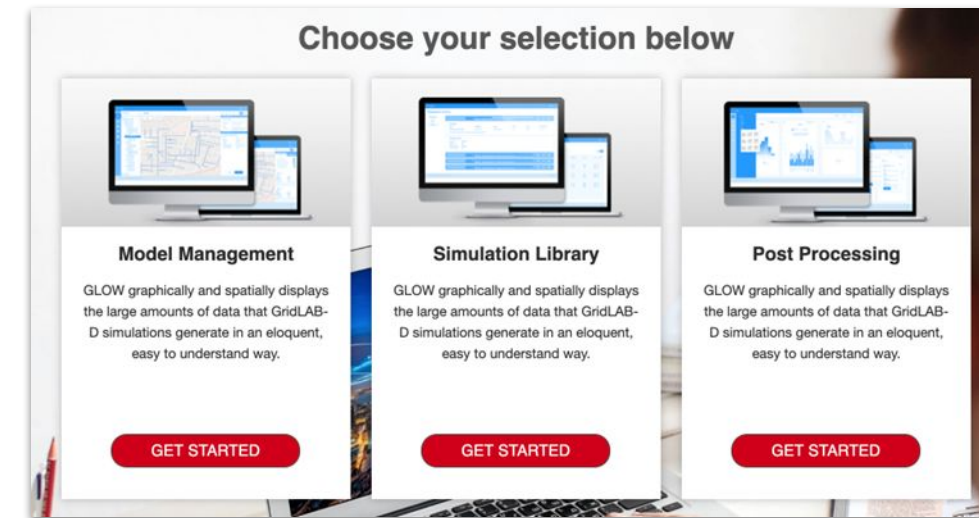 Choose your selection below
Model Management
GLOW graphically and spatially displays
the large amounts of data that GridLAB-
D simulations generate in an eloquent,
easy to understand way.
GET STARTED
Simulation Library
GLOW graphically and spatially displays
the large amounts of data that GridLAB-
D simulations generate in an eloquent,
easy to understand way.
GET STARTED
Post Processing
GLOW graphically and spatially displays
the large amounts of data that GridLAB-
D simulations generate in an eloquent,
easy to understand way.
GET STARTED